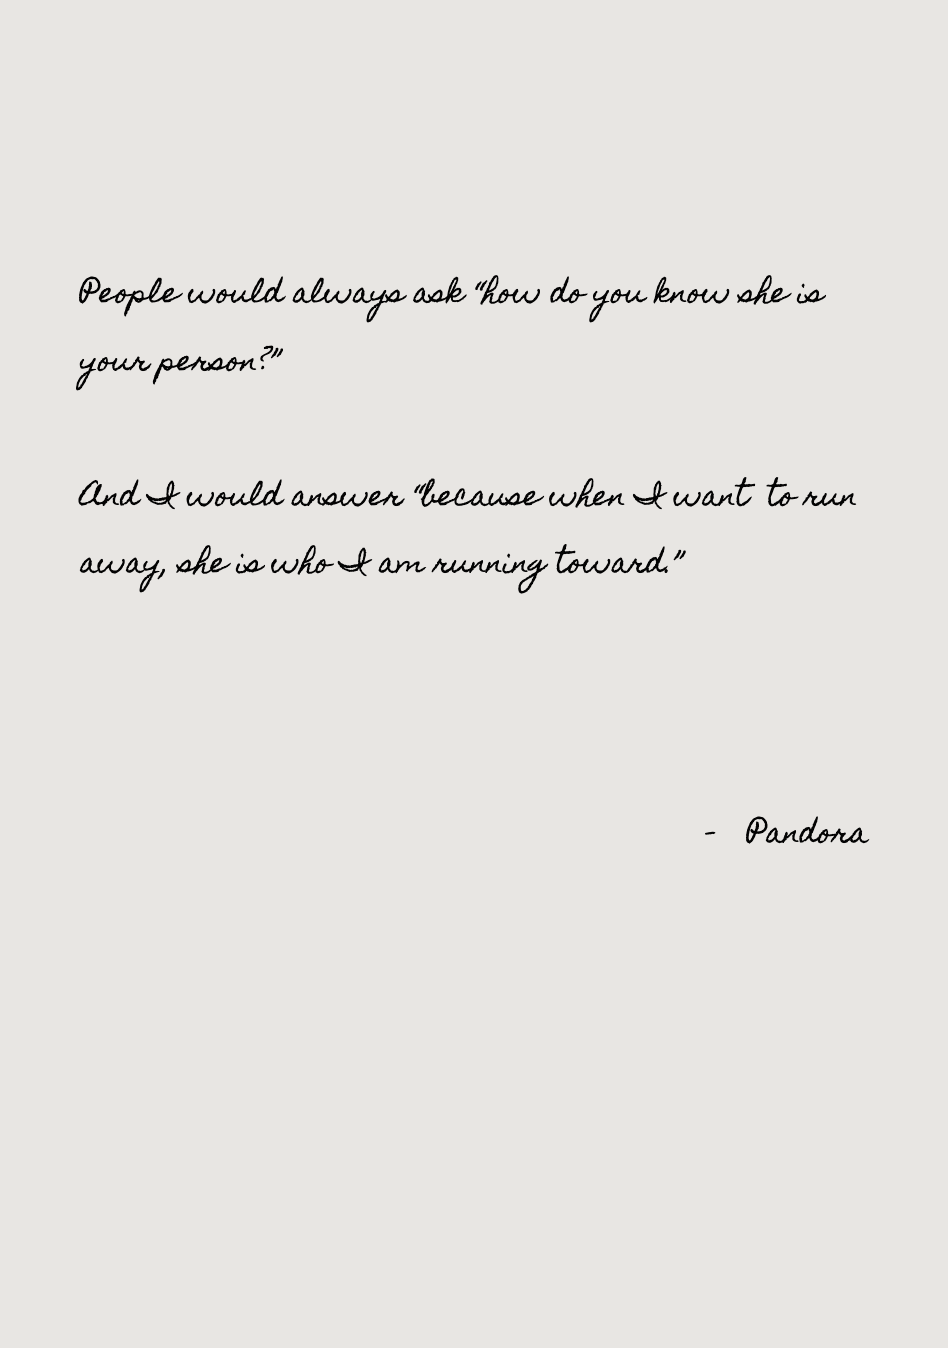 People would always ask “how do you know she is
your person?”
And I would answer “because when I want to run
away, she is who I am running toward.”
- Pandora